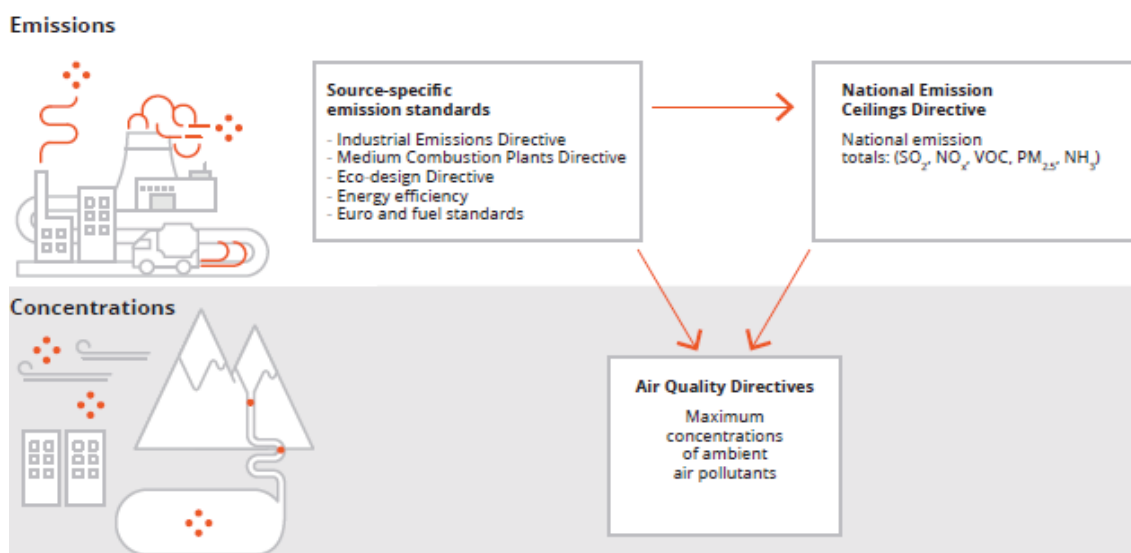 Emissions
Source-specific
emission standards
- Industrial Emissions Directive
- Medium Combustion Plants Directive
- Eco-design Directive
- Energy efficiency
- Euro and fuel standards
National Emission
Ceilings Directive
National emission
totals: (SO₂, NOₓ, VOC, PM₂.₅, NH₃)
Concentrations
Air Quality Directives
Maximum
concentrations
of ambient
air pollutants